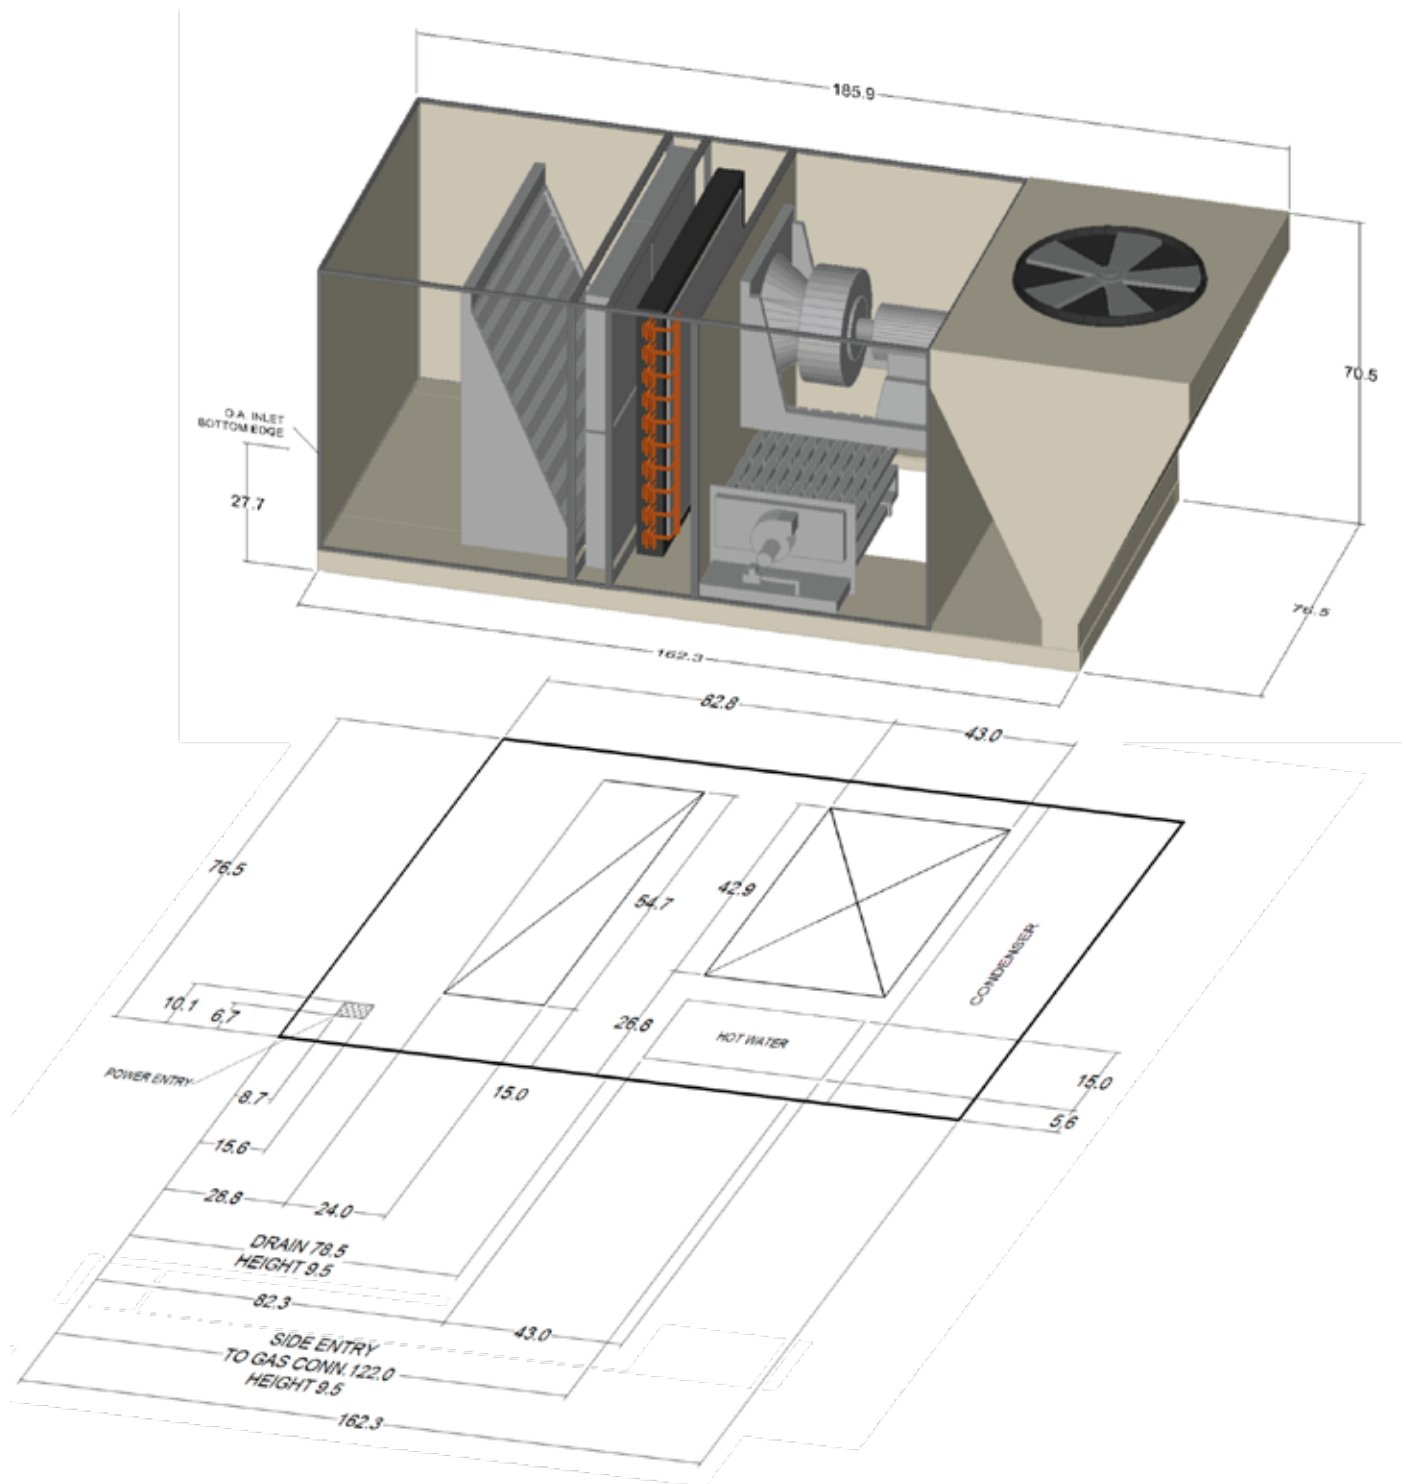 185.9
70.5
O.A. INLET
BOTTOM EDGE
27.7
76.5
162.3
82.8
43.0
76.5
54.7
42.9
CONDENSER
10.1
6.7
26.8
HOT WATER
POWER ENTRY
8.7
15.0
15.0
5.6
15.6
26.8
24.0
DRAIN 78.5
HEIGHT 9.5
82.3
43.0
SIDE ENTRY
TO GAS CONN.122.0
HEIGHT 9.5
162.3